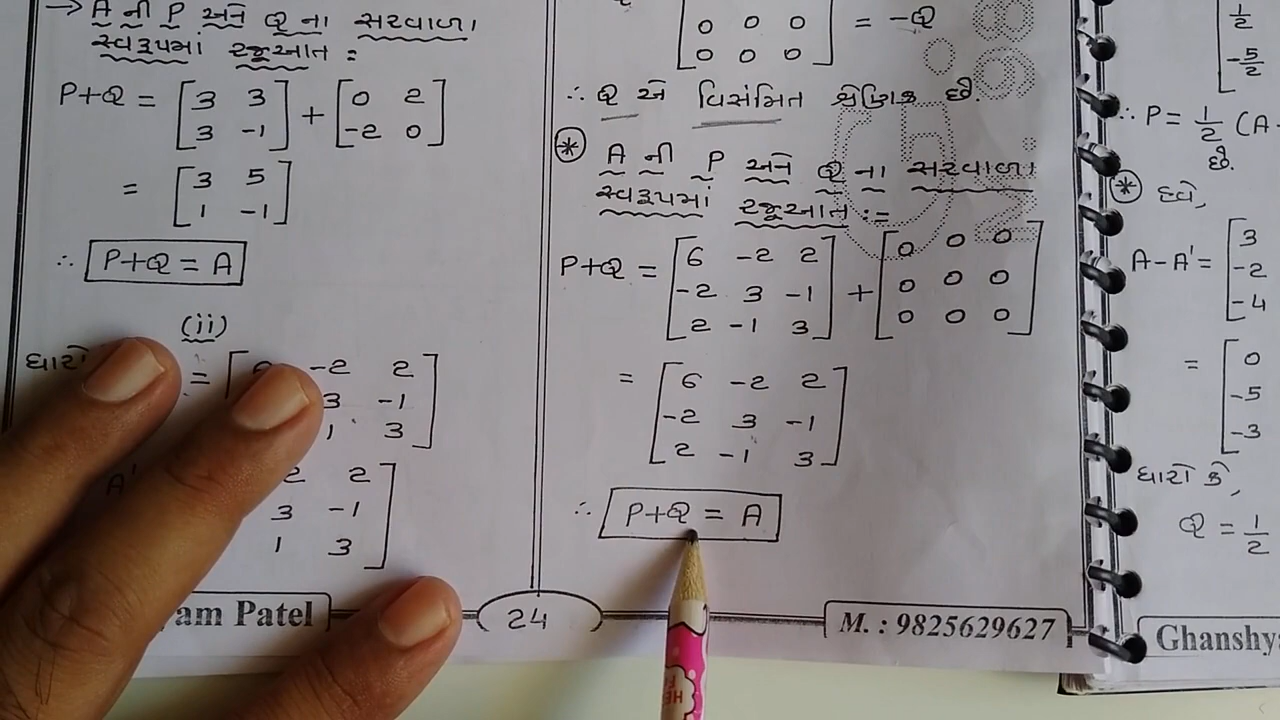 → A ની P અને Q ના સરવાળા
સ્વરૂપમાં રજૂઆત :
P+Q = [3 3
3 -1] + [0 2
-2 0]
= [3 5
1 -1]
∴ P+Q = A
(ii)
ધારો
= [ -2 2
3 -1
1 3]
A'
2 2
3 -1
1 3]
am Patel
24
[0 0 0
0 0 0] = -Q
∴ Q એ વિસંમિત શ્રેણિક છે.
* A ની P અને Q ના સરવાળા
સ્વરૂપમાં રજૂઆત :=
P+Q = [6 -2 2
-2 3 -1
2 -1 3] + [0 0 0
0 0 0
0 0 0]
= [6 -2 2
-2 3 -1
2 -1 3]
∴ P+Q = A
M. : 9825629627
1/2
-5/2
∴ P = 1/2 (A-
છે.
* હવે,
A-A' = [3
-2
-4
= [0
-5
-3
ધારો કે,
Q = 1/2
Ghanshy